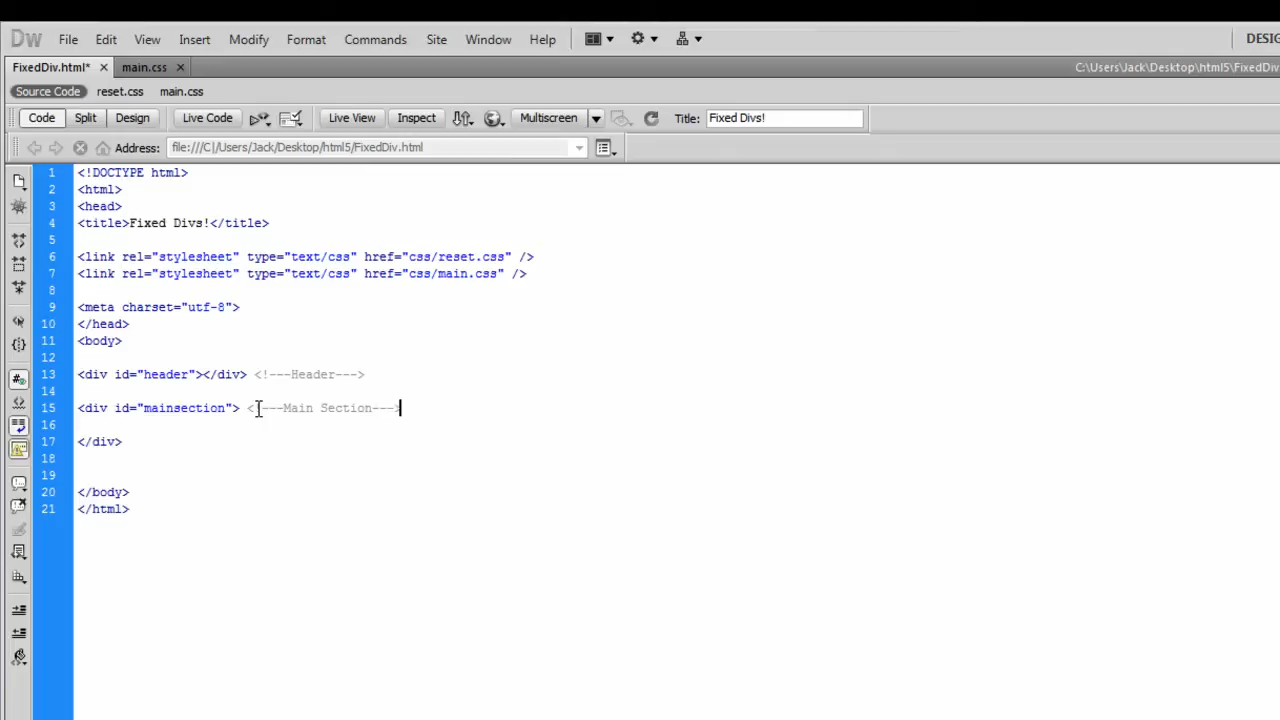 Dw File Edit View Insert Modify Format Commands Site Window Help DESIG
FixedDiv.html* × main.css × C:\Users\Jack\Desktop\html5\FixedDiv
Source Code reset.css main.css
Code Split Design Live Code Live View Inspect Multiscreen Title: Fixed Divs!
Address: file:///C|/Users/Jack/Desktop/html5/FixedDiv.html
1 <!DOCTYPE html>
2 <html>
3 <head>
4 <title>Fixed Divs!</title>
5
6 <link rel="stylesheet" type="text/css" href="css/reset.css" />
7 <link rel="stylesheet" type="text/css" href="css/main.css" />
8
9 <meta charset="utf-8">
10 </head>
11 <body>
12
13 <div id="header"></div> <!---Header--->
14
15 <div id="mainsection"> <!---Main Section--->
16
17 </div>
18
19
20 </body>
21 </html>